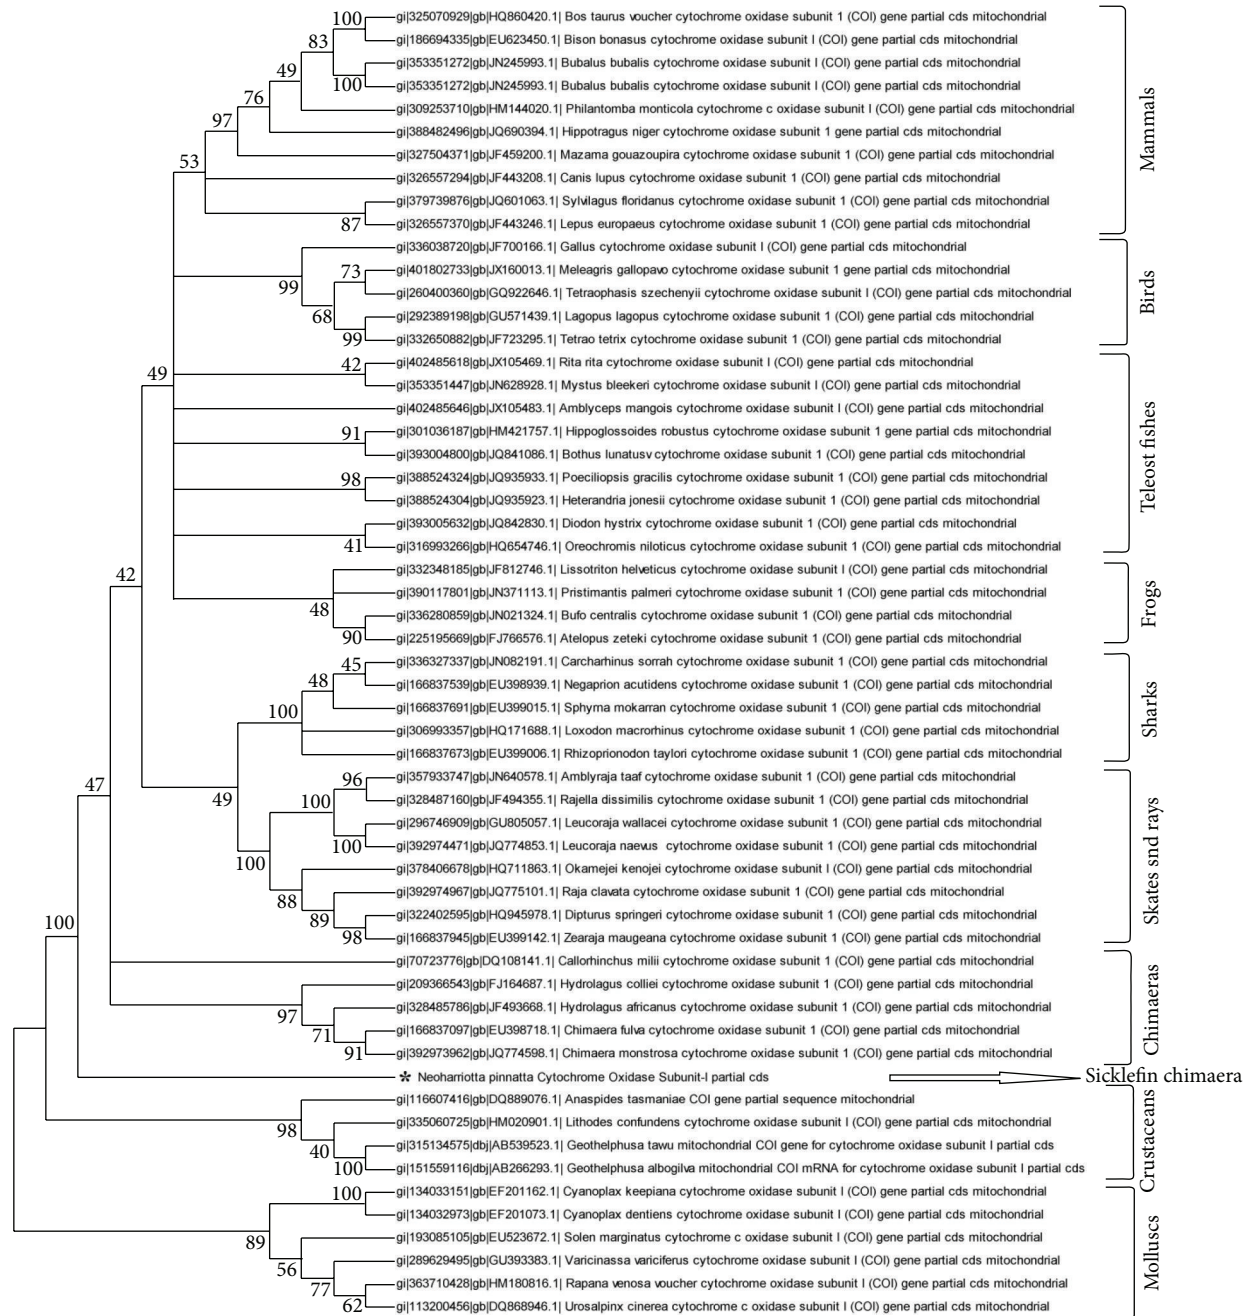 100 gi|325070929|gb|HQ860420.1| Bos taurus voucher cytochrome oxidase subunit 1 (COI) gene partial cds mitochondrial
83 gi|186694335|gb|EU623450.1| Bison bonasus cytochrome oxidase subunit I (COI) gene partial cds mitochondrial
49 gi|353351272|gb|JN245993.1| Bubalus bubalis cytochrome oxidase subunit I (COI) gene partial cds mitochondrial
100 gi|353351272|gb|JN245993.1| Bubalus bubalis cytochrome oxidase subunit I (COI) gene partial cds mitochondrial
76 gi|309253710|gb|HM144020.1| Philantomba monticola cytochrome c oxidase subunit I (COI) gene partial cds mitochondrial
97 gi|388482496|gb|JQ690394.1| Hippotragus niger cytochrome oxidase subunit 1 gene partial cds mitochondrial
53 gi|327504371|gb|JF459200.1| Mazama gouazoupira cytochrome oxidase subunit 1 (COI) gene partial cds mitochondrial
gi|326557294|gb|JF443208.1| Canis lupus cytochrome oxidase subunit 1 (COI) gene partial cds mitochondrial
gi|379739876|gb|JQ601063.1| Sylvilagus floridanus cytochrome oxidase subunit 1 (COI) gene partial cds mitochondrial
87 gi|326557370|gb|JF443246.1| Lepus europaeus cytochrome oxidase subunit 1 (COI) gene partial cds mitochondrial
Mammals
gi|336038720|gb|JF700166.1| Gallus cytochrome oxidase subunit I (COI) gene partial cds mitochondrial
73 gi|401802733|gb|JX160013.1| Meleagris gallopavo cytochrome oxidase subunit 1 gene partial cds mitochondrial
99 gi|260400360|gb|GQ922646.1| Tetraophasis szechenyii cytochrome oxidase subunit I (COI) gene partial cds mitochondrial
68 gi|292389198|gb|GU571439.1| Lagopus lagopus cytochrome oxidase subunit 1 (COI) gene partial cds mitochondrial
99 gi|332650882|gb|JF723295.1| Tetrao tetrix cytochrome oxidase subunit 1 (COI) gene partial cds mitochondrial
Birds
42 gi|402485618|gb|JX105469.1| Rita rita cytochrome oxidase subunit I (COI) gene partial cds mitochondrial
49 gi|353351447|gb|JN628928.1| Mystus bleekeri cytochrome oxidase subunit I (COI) gene partial cds mitochondrial
gi|402485646|gb|JX105483.1| Amblyceps mangois cytochrome oxidase subunit I (COI) gene partial cds mitochondrial
91 gi|301036187|gb|HM421757.1| Hippoglossoides robustus cytochrome oxidase subunit 1 gene partial cds mitochondrial
gi|393004800|gb|JQ841086.1| Bothus lunatusv cytochrome oxidase subunit 1 (COI) gene partial cds mitochondrial
98 gi|388524324|gb|JQ935933.1| Poeciliopsis gracilis cytochrome oxidase subunit 1 (COI) gene partial cds mitochondrial
gi|388524304|gb|JQ935923.1| Heterandria jonesii cytochrome oxidase subunit 1 (COI) gene partial cds mitochondrial
gi|393005632|gb|JQ842830.1| Diodon hystrix cytochrome oxidase subunit 1 (COI) gene partial cds mitochondrial
41 gi|316993266|gb|HQ654746.1| Oreochromis niloticus cytochrome oxidase subunit 1 (COI) gene partial cds mitochondrial
Teleost fishes
42 gi|332348185|gb|JF812746.1| Lissotriton helveticus cytochrome oxidase subunit I (COI) gene partial cds mitochondrial
gi|390117801|gb|JN371113.1| Pristimantis palmeri cytochrome oxidase subunit 1 (COI) gene partial cds mitochondrial
48 gi|336280859|gb|JN021324.1| Bufo centralis cytochrome oxidase subunit 1 (COI) gene partial cds mitochondrial
90 gi|225195669|gb|FJ766576.1| Atelopus zeteki cytochrome oxidase subunit 1 (COI) gene partial cds mitochondrial
Frogs
45 gi|336327337|gb|JN082191.1| Carcharhinus sorrah cytochrome oxidase subunit 1 (COI) gene partial cds mitochondrial
48 gi|166837539|gb|EU398939.1| Negaprion acutidens cytochrome oxidase subunit 1 (COI) gene partial cds mitochondrial
100 gi|166837691|gb|EU399015.1| Sphyrna mokarran cytochrome oxidase subunit 1 (COI) gene partial cds mitochondrial
gi|306993357|gb|HQ171688.1| Loxodon macrorhinus cytochrome oxidase subunit 1 (COI) gene partial cds mitochondrial
gi|166837673|gb|EU399006.1| Rhizoprionodon taylori cytochrome oxidase subunit 1 (COI) gene partial cds mitochondrial
Sharks
47 96 gi|357933747|gb|JN640578.1| Amblyraja taaf cytochrome oxidase subunit 1 (COI) gene partial cds mitochondrial
49 100 gi|328487160|gb|JF494355.1| Rajella dissimilis cytochrome oxidase subunit 1 (COI) gene partial cds mitochondrial
gi|296746909|gb|GU805057.1| Leucoraja wallacei cytochrome oxidase subunit 1 (COI) gene partial cds mitochondrial
100 100 gi|392974471|gb|JQ774853.1| Leucoraja naevus cytochrome oxidase subunit 1 (COI) gene partial cds mitochondrial
gi|378406678|gb|HQ711863.1| Okamejei kenojei cytochrome oxidase subunit I (COI) gene partial cds mitochondrial
88 gi|392974967|gb|JQ775101.1| Raja clavata cytochrome oxidase subunit 1 (COI) gene partial cds mitochondrial
100 89 gi|322402595|gb|HQ945978.1| Dipturus springeri cytochrome oxidase subunit 1 (COI) gene partial cds mitochondrial
98 gi|166837945|gb|EU399142.1| Zearaja maugeana cytochrome oxidase subunit 1 (COI) gene partial cds mitochondrial
Skates snd rays
gi|70723776|gb|DQ108141.1| Callorhinchus milii cytochrome oxidase subunit 1 (COI) gene partial cds mitochondrial
gi|209366543|gb|FJ164687.1| Hydrolagus colliei cytochrome oxidase subunit 1 (COI) gene partial cds mitochondrial
97 gi|328485786|gb|JF493668.1| Hydrolagus africanus cytochrome oxidase subunit 1 (COI) gene partial cds mitochondrial
71 gi|166837097|gb|EU398718.1| Chimaera fulva cytochrome oxidase subunit 1 (COI) gene partial cds mitochondrial
91 gi|392973962|gb|JQ774598.1| Chimaera monstrosa cytochrome oxidase subunit 1 (COI) gene partial cds mitochondrial
Chimaeras
* Neoharriotta pinnatta Cytochrome Oxidase Subunit-I partial cds Sicklefin chimaera
gi|116607416|gb|DQ889076.1| Anaspides tasmaniae COI gene partial sequence mitochondrial
98 gi|335060725|gb|HM020901.1| Lithodes confundens cytochrome oxidase subunit I (COI) gene partial cds mitochondrial
40 gi|315134575|dbj|AB539523.1| Geothelphusa tawu mitochondrial COI gene for cytochrome oxidase subunit I partial cds
100 gi|151559116|dbj|AB266293.1| Geothelphusa albogilva mitochondrial COI mRNA for cytochrome oxidase subunit I partial cds
Crustaceans
100 gi|134033151|gb|EF201162.1| Cyanoplax keepiana cytochrome oxidase subunit I (COI) gene partial cds mitochondrial
gi|134032973|gb|EF201073.1| Cyanoplax dentiens cytochrome oxidase subunit I (COI) gene partial cds mitochondrial
89 gi|193085105|gb|EU523672.1| Solen marginatus cytochrome c oxidase subunit I (COI) gene partial cds mitochondrial
56 gi|289629495|gb|GU393383.1| Varicinassa variciferus cytochrome oxidase subunit I (COI) gene partial cds mitochondrial
77 gi|363710428|gb|HM180816.1| Rapana venosa voucher cytochrome oxidase subunit I (COI) gene partial cds mitochondrial
62 gi|113200456|gb|DQ868946.1| Urosalpinx cinerea cytochrome c oxidase subunit I (COI) gene partial cds mitochondrial
Molluscs